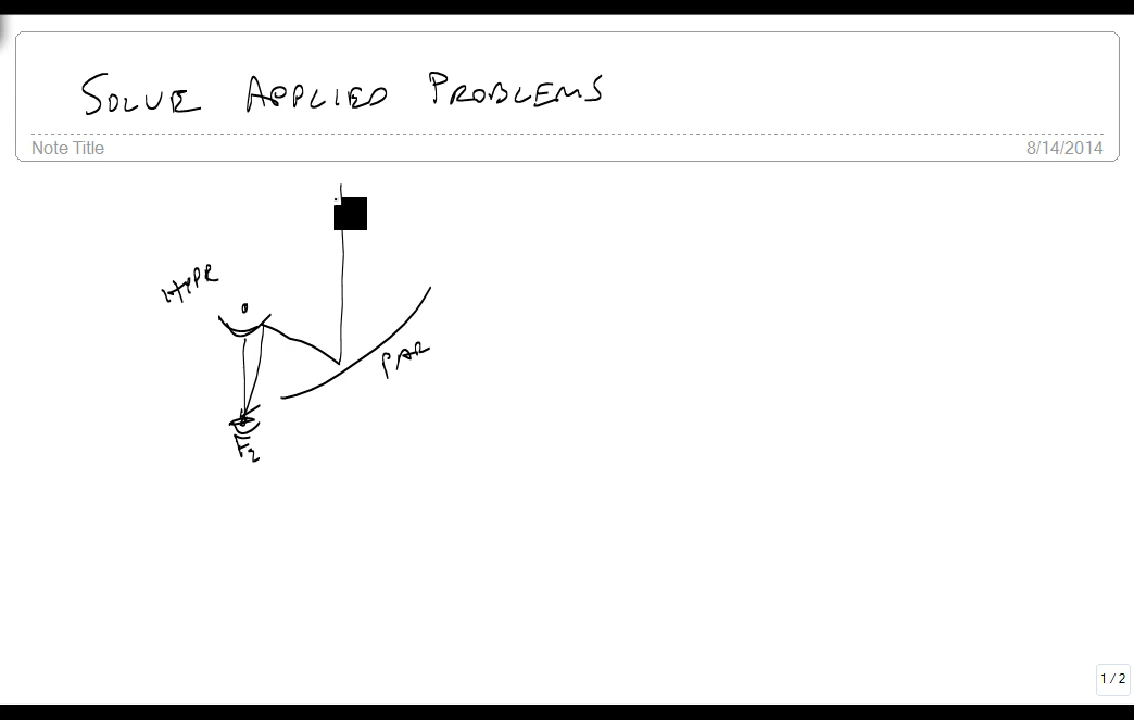 SOLVE APPLIED PROBLEMS
Note Title
8/14/2014
HYPR
PAR
F2
1/2